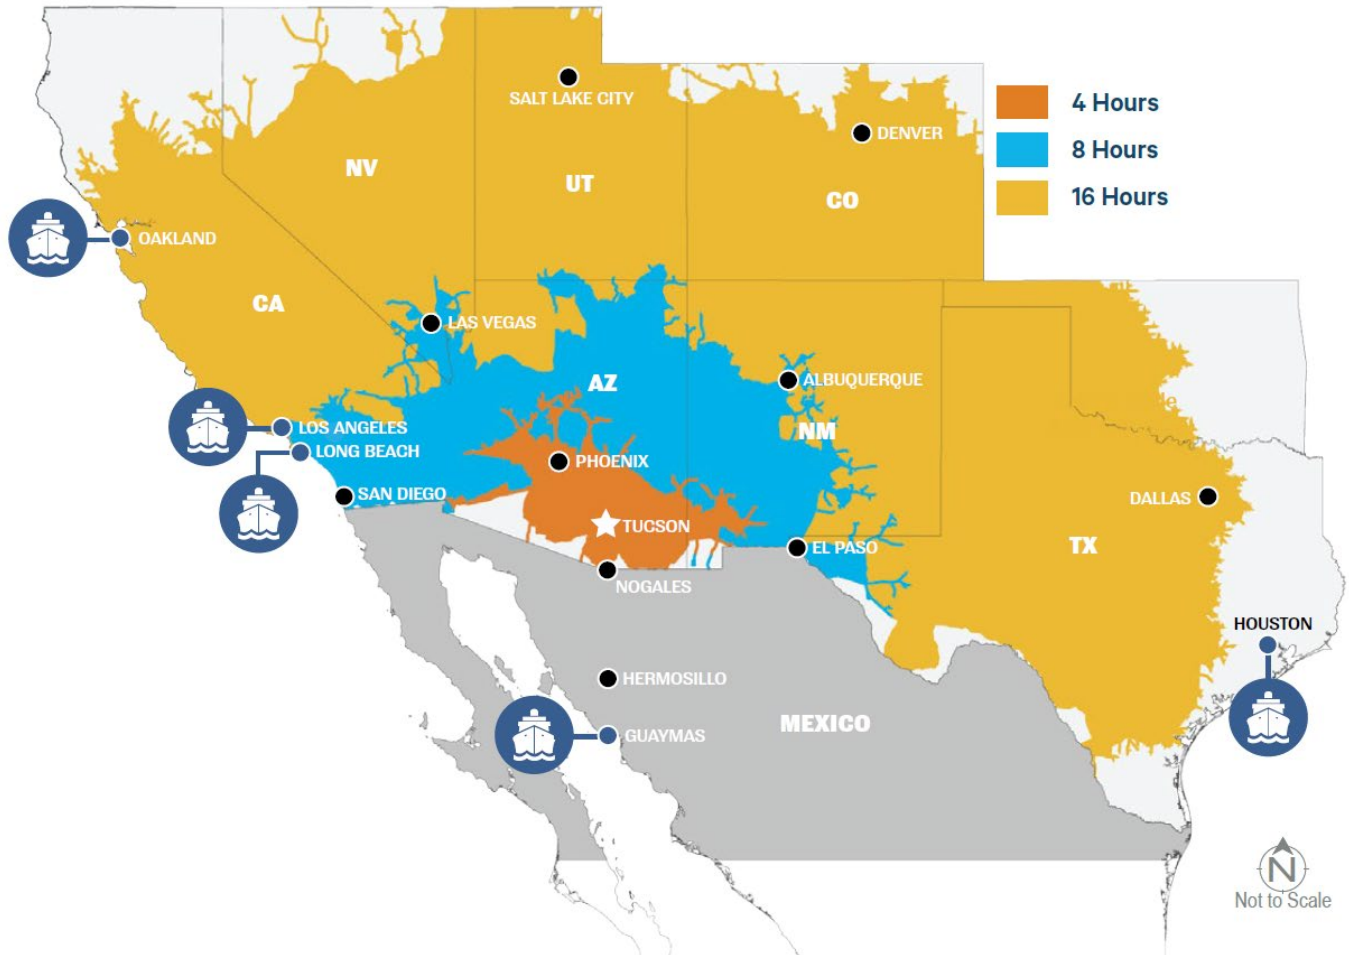 SALT LAKE CITY
4 Hours
DENVER
8 Hours
NV
UT
CO
16 Hours
OAKLAND
CA
LAS VEGAS
AZ
ALBUQUERQUE
LOS ANGELES
NM
LONG BEACH
PHOENIX
SAN DIEGO
DALLAS
TUCSON
EL PASO
TX
NOGALES
HOUSTON
HERMOSILLO
MEXICO
GUAYMAS
N
Not to Scale